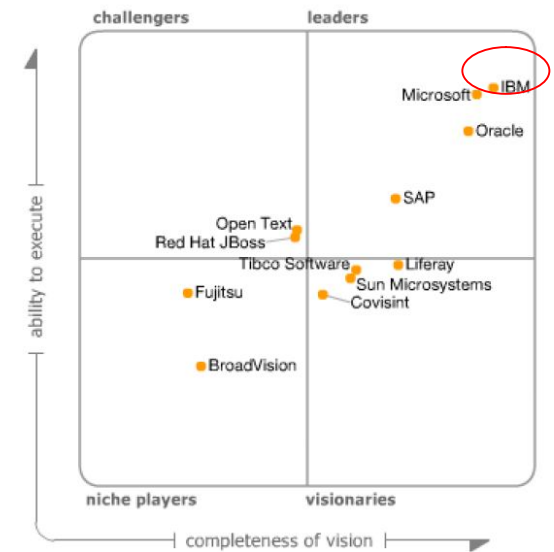 challengers
leaders
IBM
Microsoft
Oracle
SAP
Open Text
Red Hat JBoss
Tibco Software
Liferay
Sun Microsystems
Fujitsu
Covisint
BroadVision
niche players
visionaries
ability to execute
completeness of vision